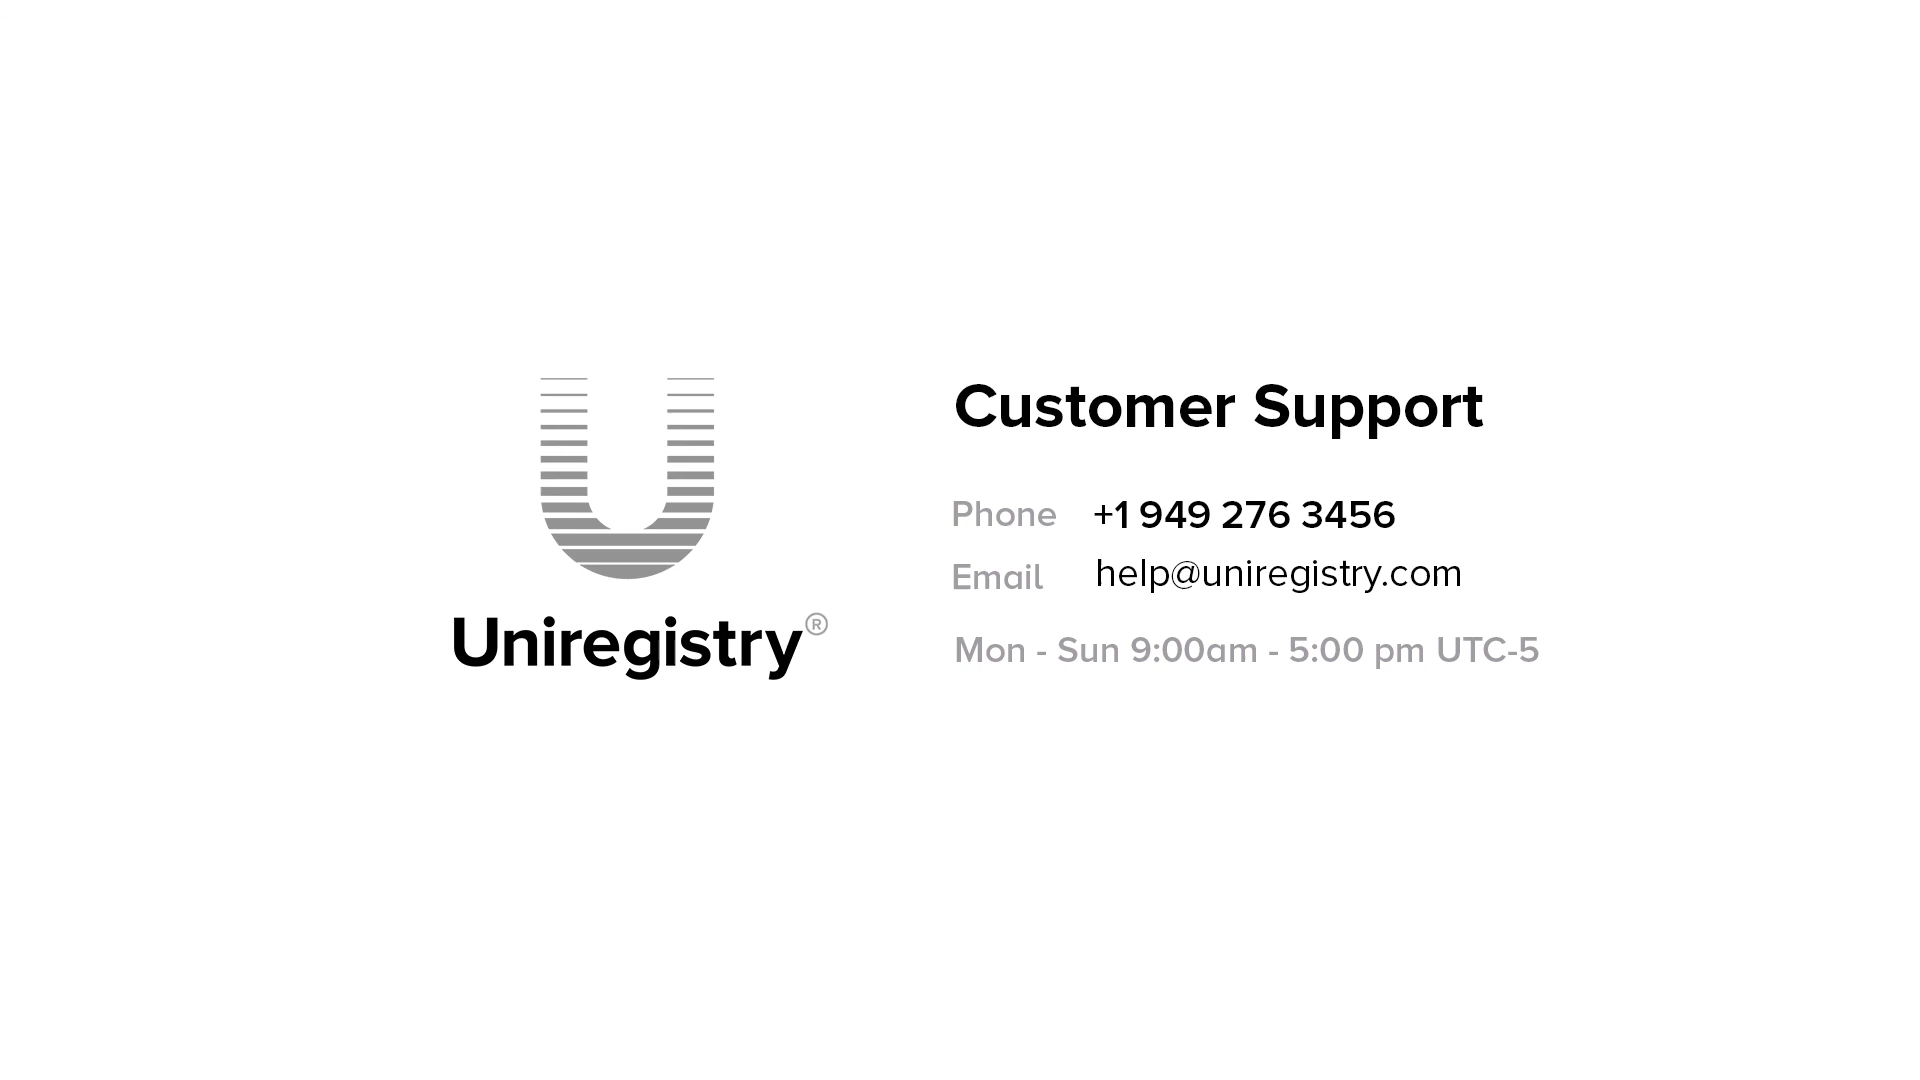 Uniregistry®
Customer Support
Phone +1 949 276 3456
Email help@uniregistry.com
Mon - Sun 9:00am - 5:00 pm UTC-5